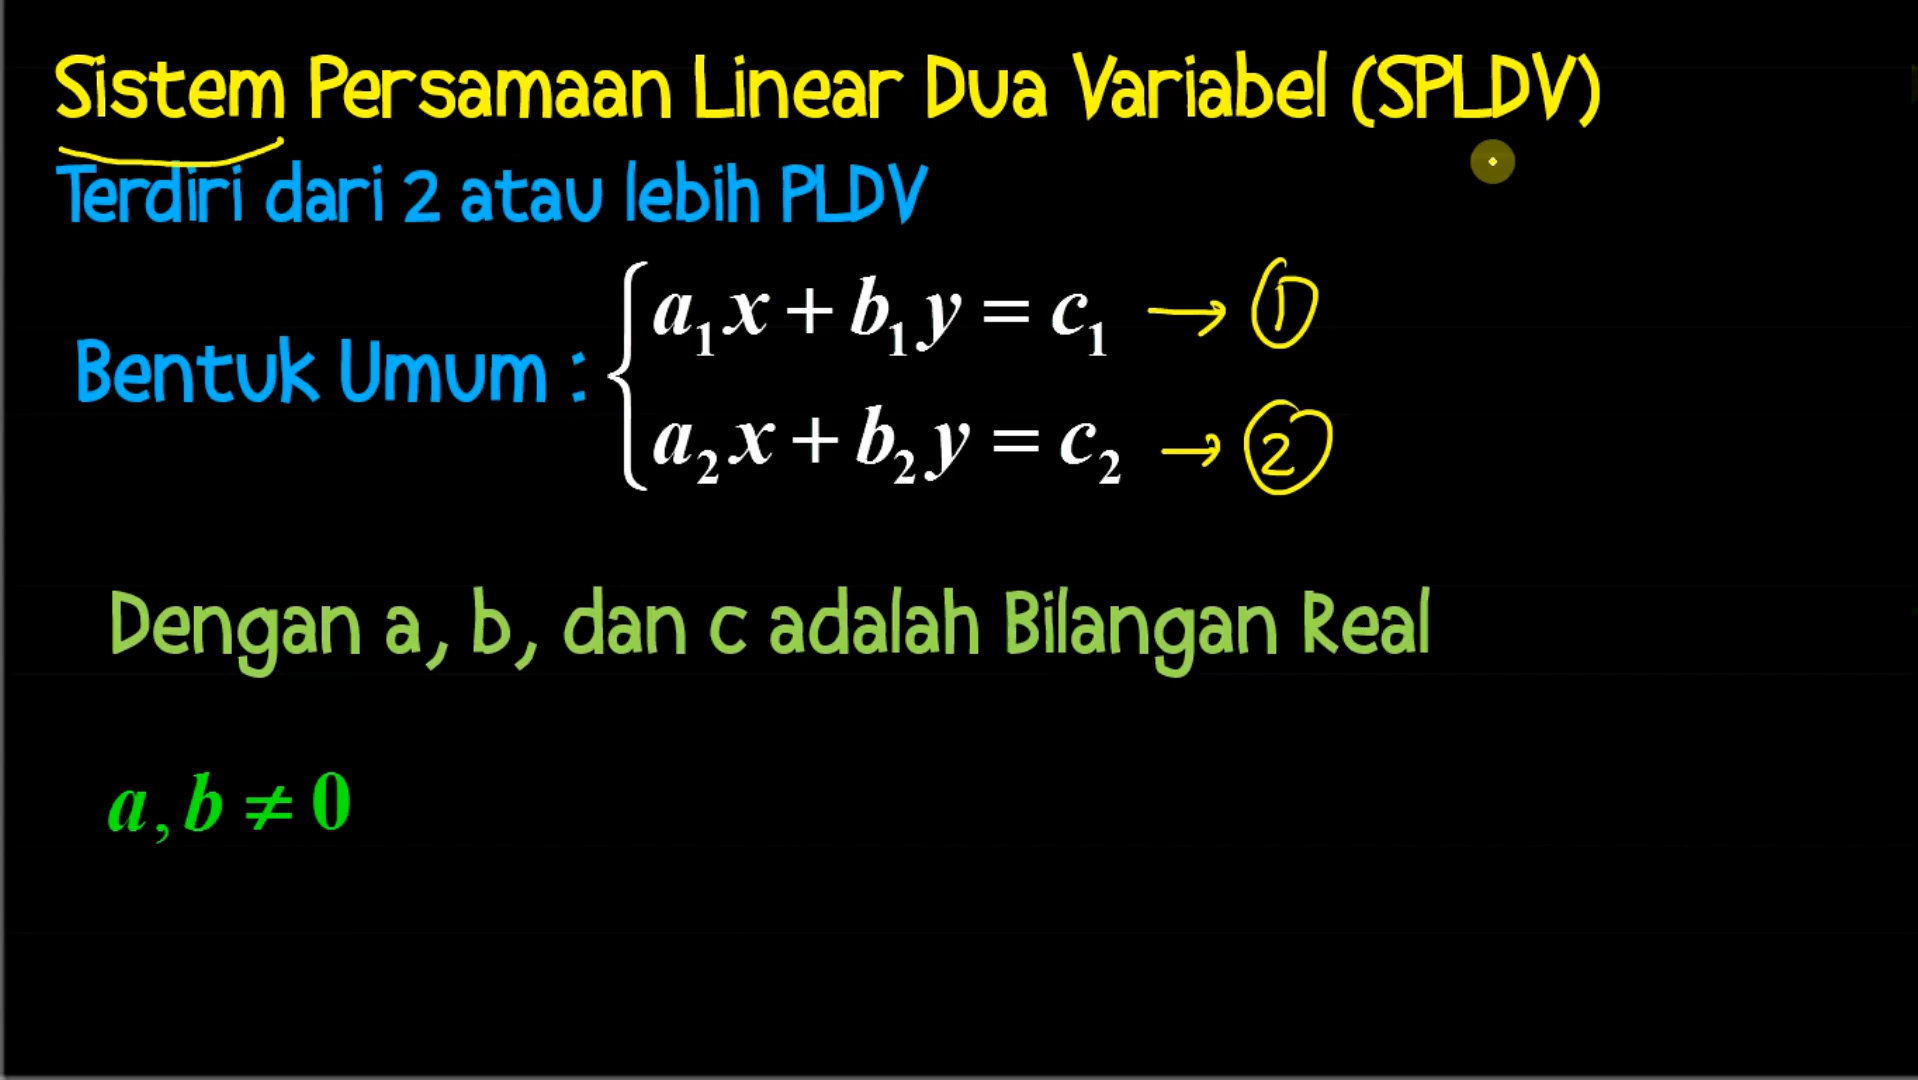 Sistem Persamaan Linear Dua Variabel (SPLDV)
Terdiri dari 2 atau lebih PLDV
a₁x + b₁y = c₁ → ①
Bentuk Umum :
a₂x + b₂y = c₂ → ②
Dengan a, b, dan c adalah Bilangan Real
a, b ≠ 0